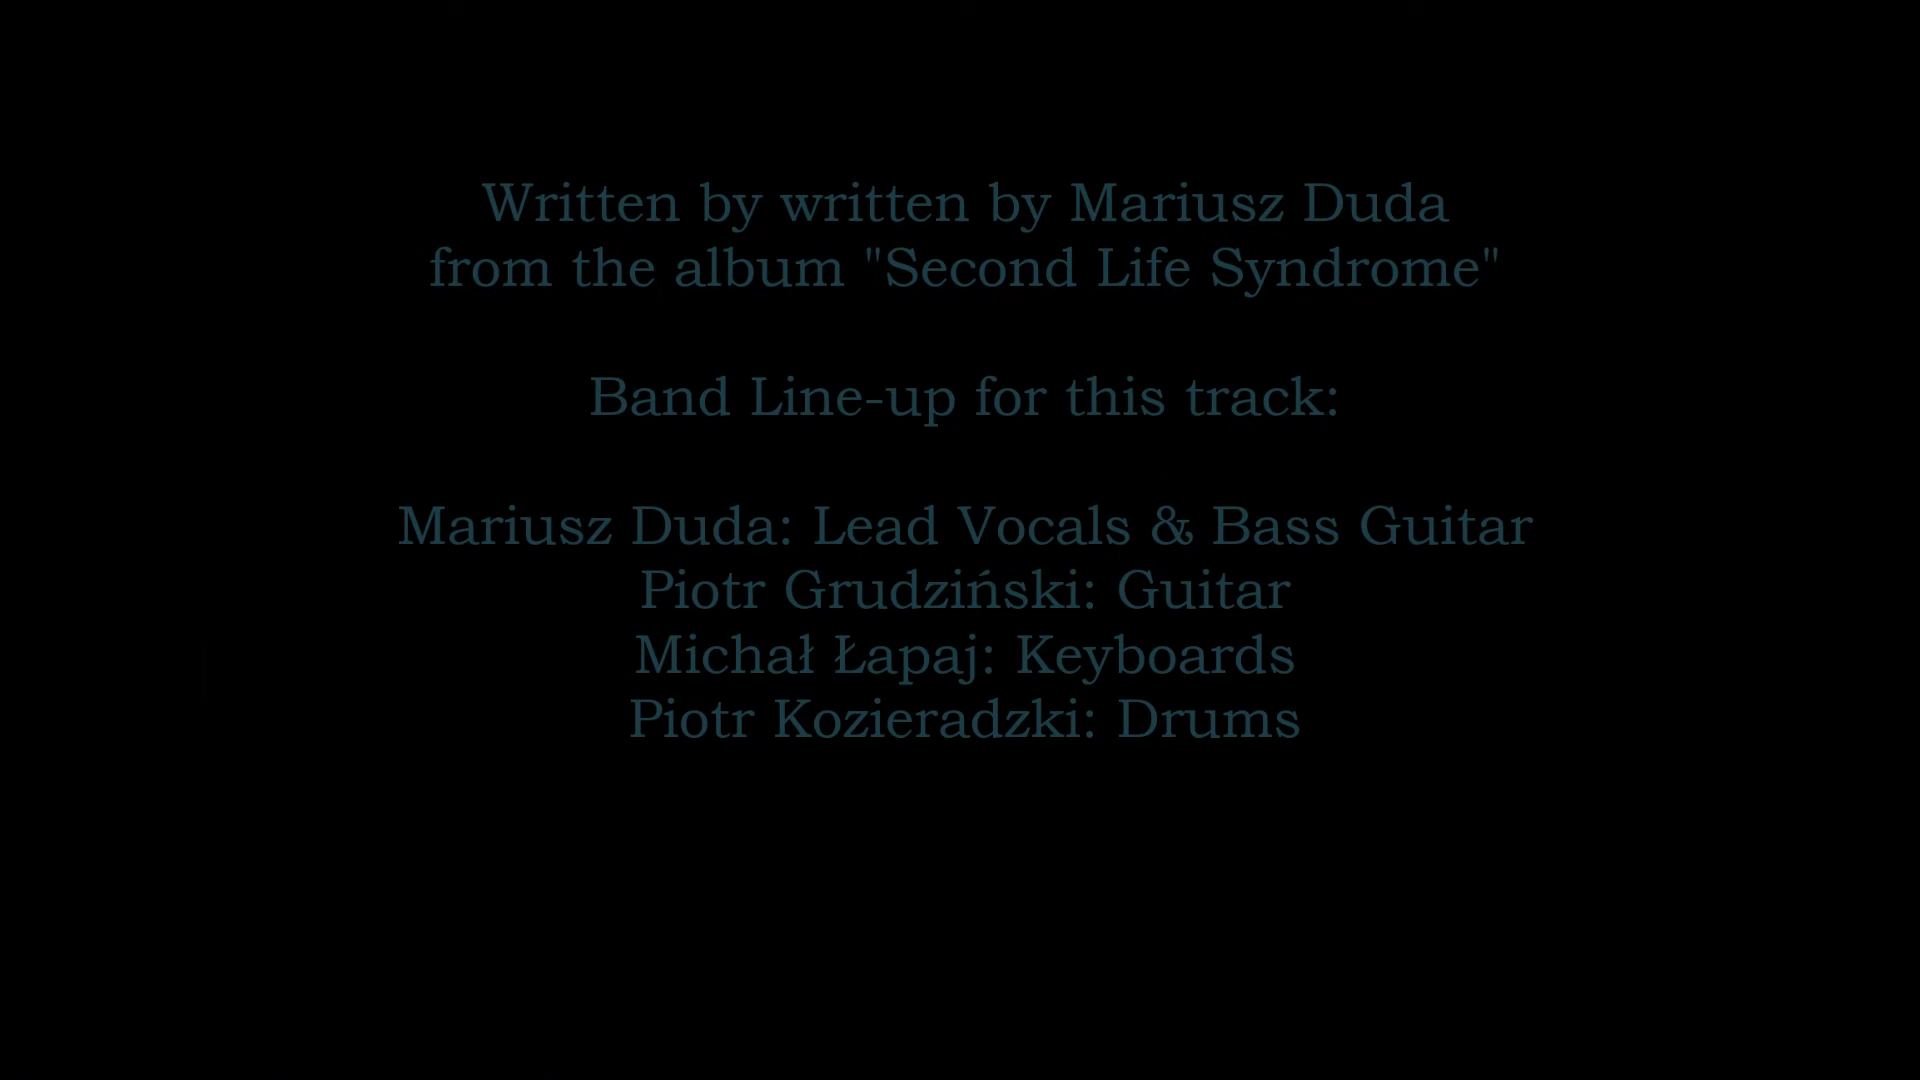 Written by written by Mariusz Duda
from the album "Second Life Syndrome"
Band Line-up for this track:
Mariusz Duda: Lead Vocals & Bass Guitar
Piotr Grudziński: Guitar
Michał Łapaj: Keyboards
Piotr Kozieradzki: Drums